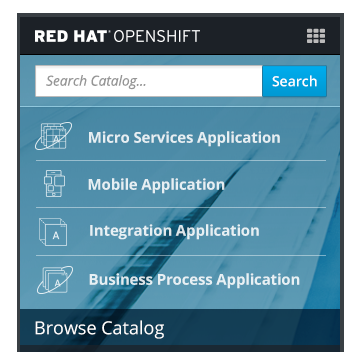 RED HAT® OPENSHIFT
Search Catalog...
Search
A
Micro Services Application
Mobile Application
A
Integration Application
A
Business Process Application
Browse Catalog